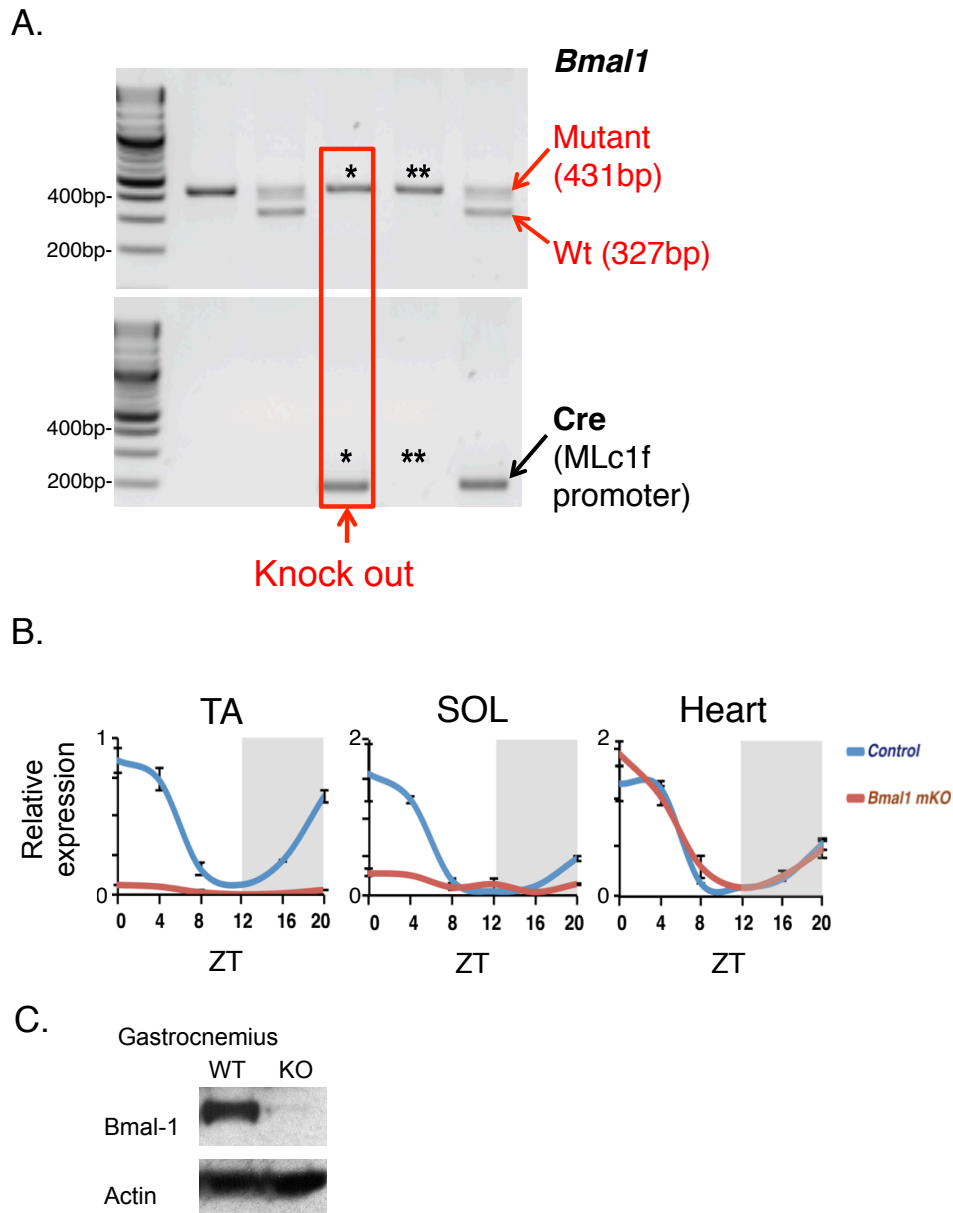 A.
Bmal1
* **
Mutant
(431bp)
400bp-
Wt (327bp)
200bp-
Cre
(MLc1f
promoter)
400bp-
* **
200bp-
Knock out
B.
TA SOL Heart
Relative
expression
1
0
0 4 8 12 16 20
ZT
2
0
0 4 8 12 16 20
ZT
2
0
0 4 8 12 16 20
ZT
Control
Bmal1 mKO
C.
Gastrocnemius
WT KO
Bmal-1
Actin